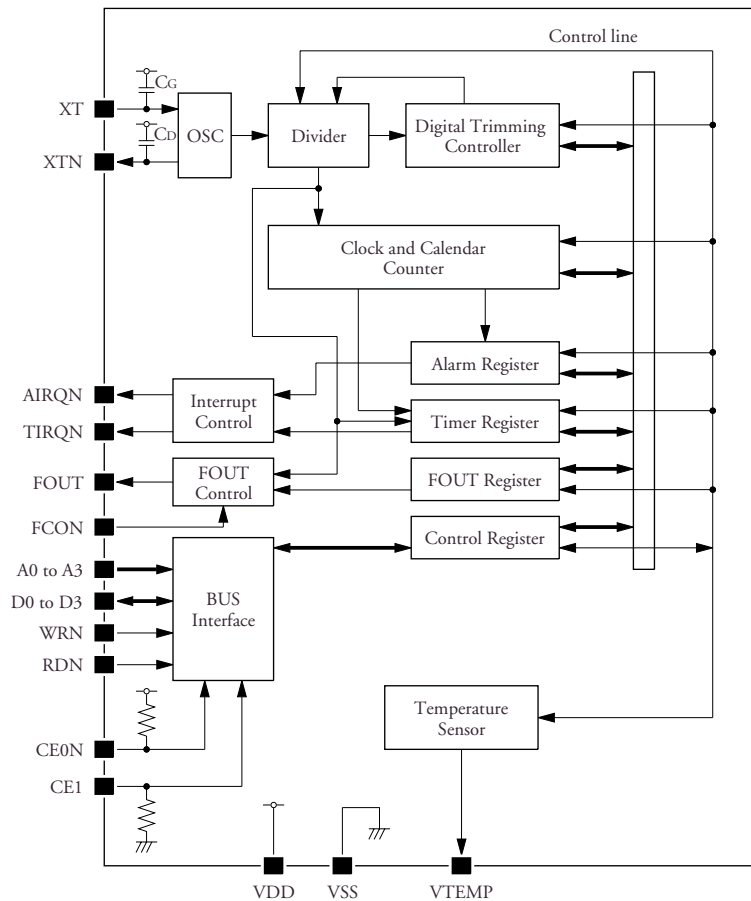 Control line
CG
XT
OSC
Divider
Digital Trimming
Controller
CD
XTN
Clock and Calendar
Counter
Alarm Register
AIRQN
Interrupt
Control
Timer Register
TIRQN
FOUT
FOUT
Control
FOUT Register
FCON
Control Register
A0 to A3
D0 to D3
BUS
Interface
WRN
RDN
Temperature
Sensor
CE0N
CE1
VDD
VSS
VTEMP